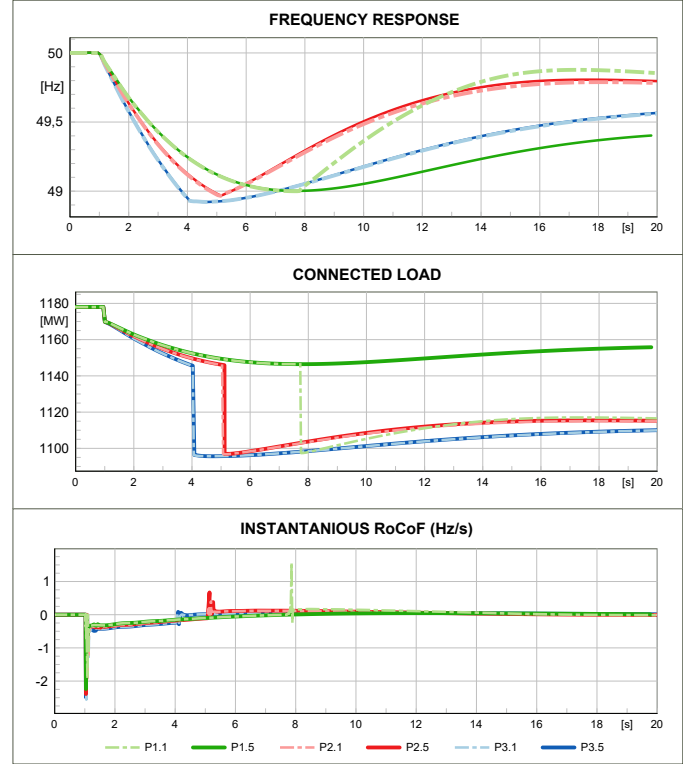 FREQUENCY RESPONSE
50
[Hz]
49,5
49
0 2 4 6 8 10 12 14 16 18 [s] 20
CONNECTED LOAD
1180
[MW]
1160
1140
1120
1100
0 2 4 6 8 10 12 14 16 18 [s] 20
INSTANTANIOUS RoCoF (Hz/s)
1
0
-1
-2
0 2 4 6 8 10 12 14 16 18 [s] 20
P1.1 P1.5 P2.1 P2.5 P3.1 P3.5